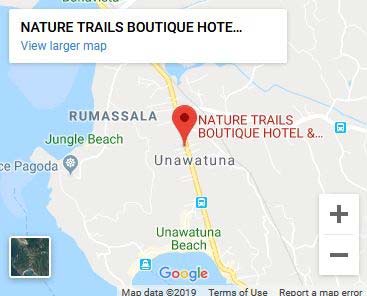 Bonavista
NATURE TRAILS BOUTIQUE HOTE...
View larger map
RUMASSALA
NATURE TRAILS
BOUTIQUE HOTEL &...
Jungle Beach
Unawatuna
ce Pagoda
Unawatuna
Beach
Google
Map data ©2019 Terms of Use Report a map error